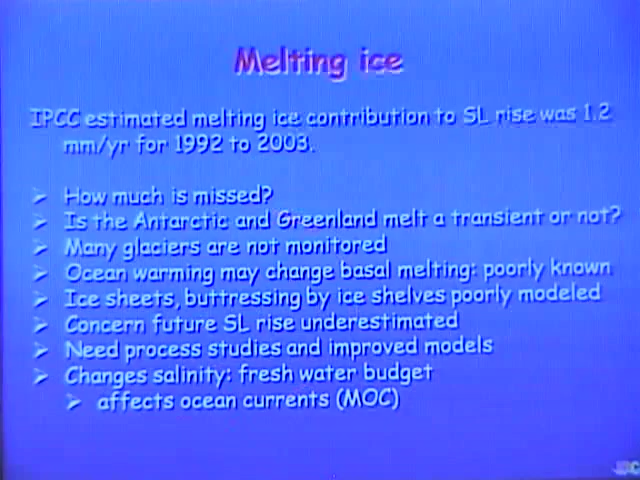 Melting ice
IPCC estimated melting ice contribution to SL rise was 1.2
mm/yr for 1992 to 2003.
➢ How much is missed?
➢ Is the Antarctic and Greenland melt a transient or not?
➢ Many glaciers are not monitored
➢ Ocean warming may change basal melting: poorly known
➢ Ice sheets, buttressing by ice shelves poorly modeled
➢ Concern future SL rise underestimated
➢ Need process studies and improved models
➢ Changes salinity: fresh water budget
➢ affects ocean currents (MOC)